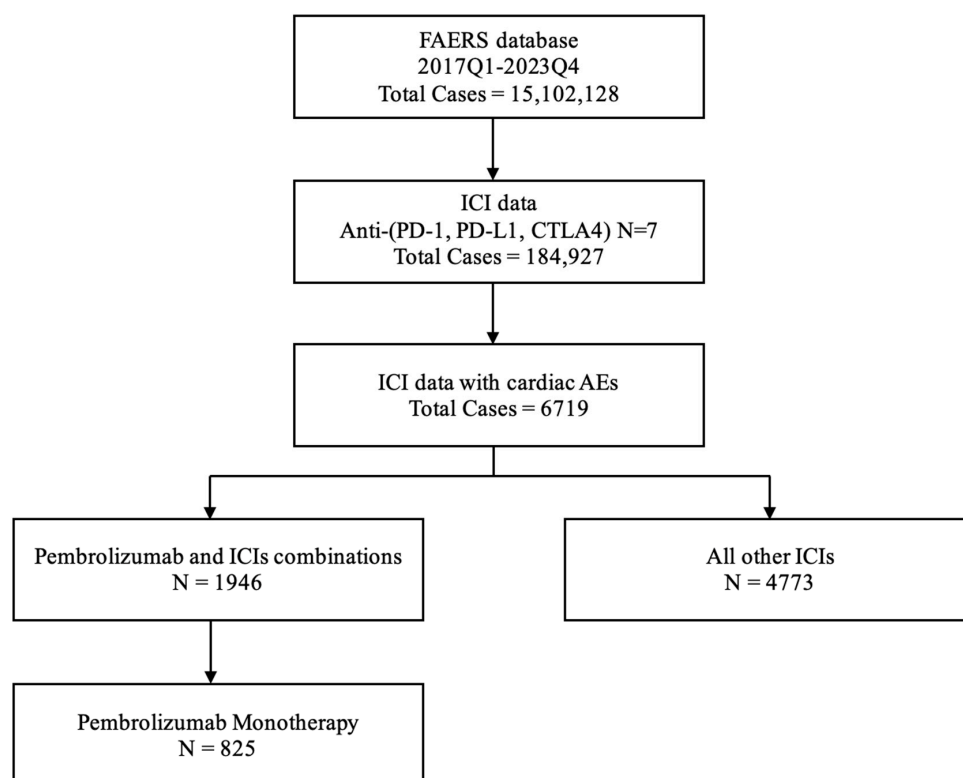 FAERS database
2017Q1-2023Q4
Total Cases = 15,102,128
ICI data
Anti-(PD-1, PD-L1, CTLA4) N=7
Total Cases = 184,927
ICI data with cardiac AEs
Total Cases = 6719
Pembrolizumab and ICIs combinations
N = 1946
All other ICIs
N = 4773
Pembrolizumab Monotherapy
N = 825